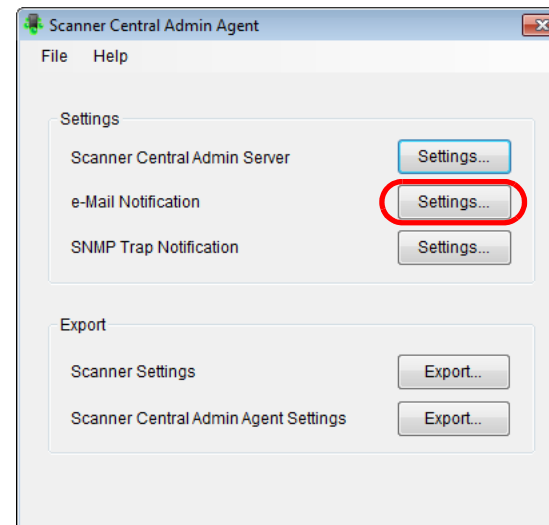 Scanner Central Admin Agent
File Help
Settings
Scanner Central Admin Server Settings...
e-Mail Notification Settings...
SNMP Trap Notification Settings...
Export
Scanner Settings Export...
Scanner Central Admin Agent Settings Export...